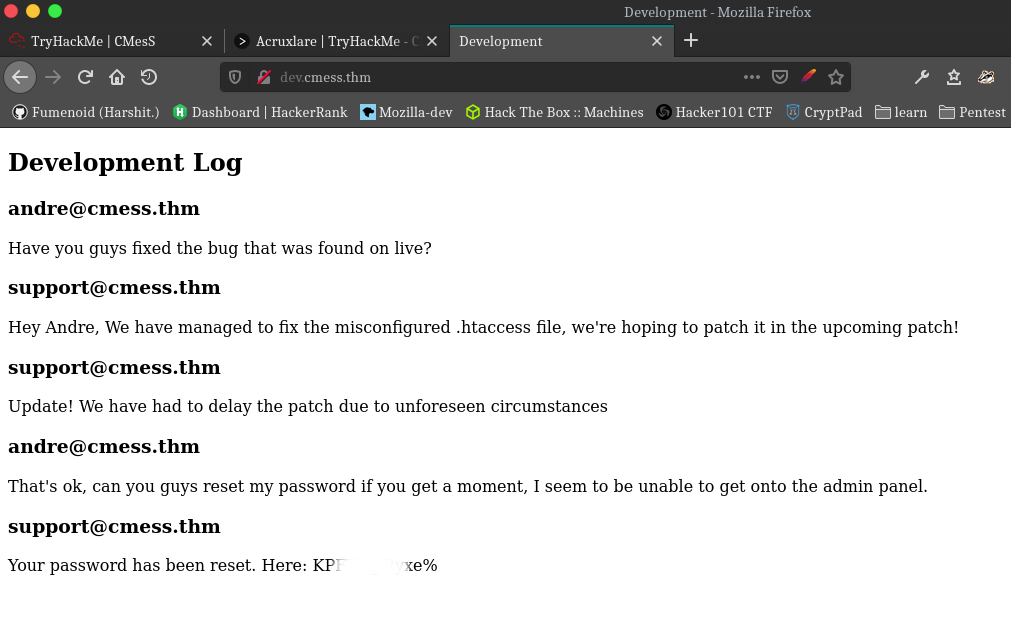 Development - Mozilla Firefox
TryHackMe | CMesS
Acruxlare | TryHackMe - C
Development
dev.cmess.thm
Fumenoid (Harshit.) Dashboard | HackerRank Mozilla-dev Hack The Box :: Machines Hacker101 CTF CryptPad learn Pentest
Development Log
andre@cmess.thm
Have you guys fixed the bug that was found on live?
support@cmess.thm
Hey Andre, We have managed to fix the misconfigured .htaccess file, we're hoping to patch it in the upcoming patch!
support@cmess.thm
Update! We have had to delay the patch due to unforeseen circumstances
andre@cmess.thm
That's ok, can you guys reset my password if you get a moment, I seem to be unable to get onto the admin panel.
support@cmess.thm
Your password has been reset. Here: